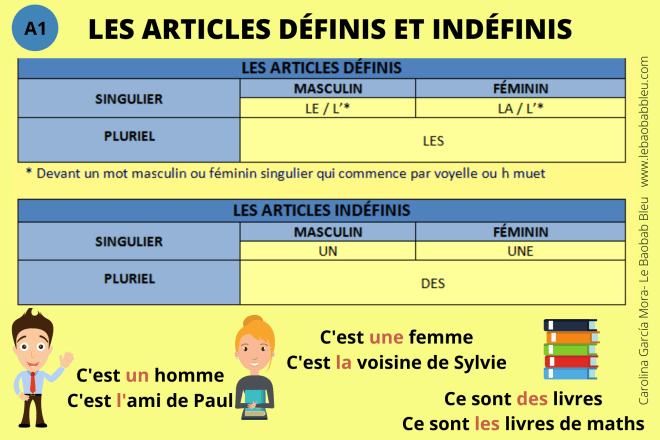 A1
LES ARTICLES DÉFINIS ET INDÉFINIS
LES ARTICLES DÉFINIS
SINGULIER
MASCULIN
FÉMININ
LE / L’*
LA / L’*
PLURIEL
LES
* Devant un mot masculin ou féminin singulier qui commence par voyelle ou h muet
LES ARTICLES INDÉFINIS
SINGULIER
MASCULIN
FÉMININ
UN
UNE
PLURIEL
DES
C'est un homme
C'est l'ami de Paul
C'est une femme
C'est la voisine de Sylvie
Ce sont des livres
Ce sont les livres de maths
Carolina García Mora- Le Baobab Bleu www.lebaobabbleu.com